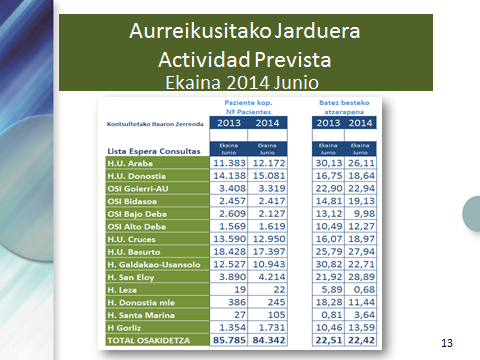 Aurreikusitako Jarduera
Actividad Prevista
Ekaina 2014 Junio
Paziente kop. Batez besteko
Nº Pacientes atzerapena
Kontsultetako Itxaron Zerrenda 2013 2014 2013 2014
Lista Espera Consultas Ekaina Junio Ekaina Junio Ekaina Junio Ekaina Junio
H.U. Araba 11.383 12.172 30,13 26,11
H.U. Donostia 14.138 15.081 16,75 18,64
OSI Goierri-AU 3.408 3.319 22,90 22,94
OSI Bidasoa 2.457 2.417 14,81 19,13
OSI Bajo Deba 2.609 2.127 13,12 9,98
OSI Alto Deba 1.569 1.619 10,49 12,27
H.U. Cruces 13.590 12.950 16,07 18,97
H.U. Basurto 18.428 17.397 25,79 27,94
H. Galdakao-Usansolo 12.527 10.943 30,82 22,71
H. San Eloy 3.890 4.214 21,92 28,89
H. Leza 19 22 5,89 0,68
H. Donostia mle 386 245 18,28 11,44
H. Santa Marina 27 105 0,81 3,64
H Gorliz 1.354 1.731 10,46 13,59
TOTAL OSAKIDETZA 85.785 84.342 22,51 22,42
13